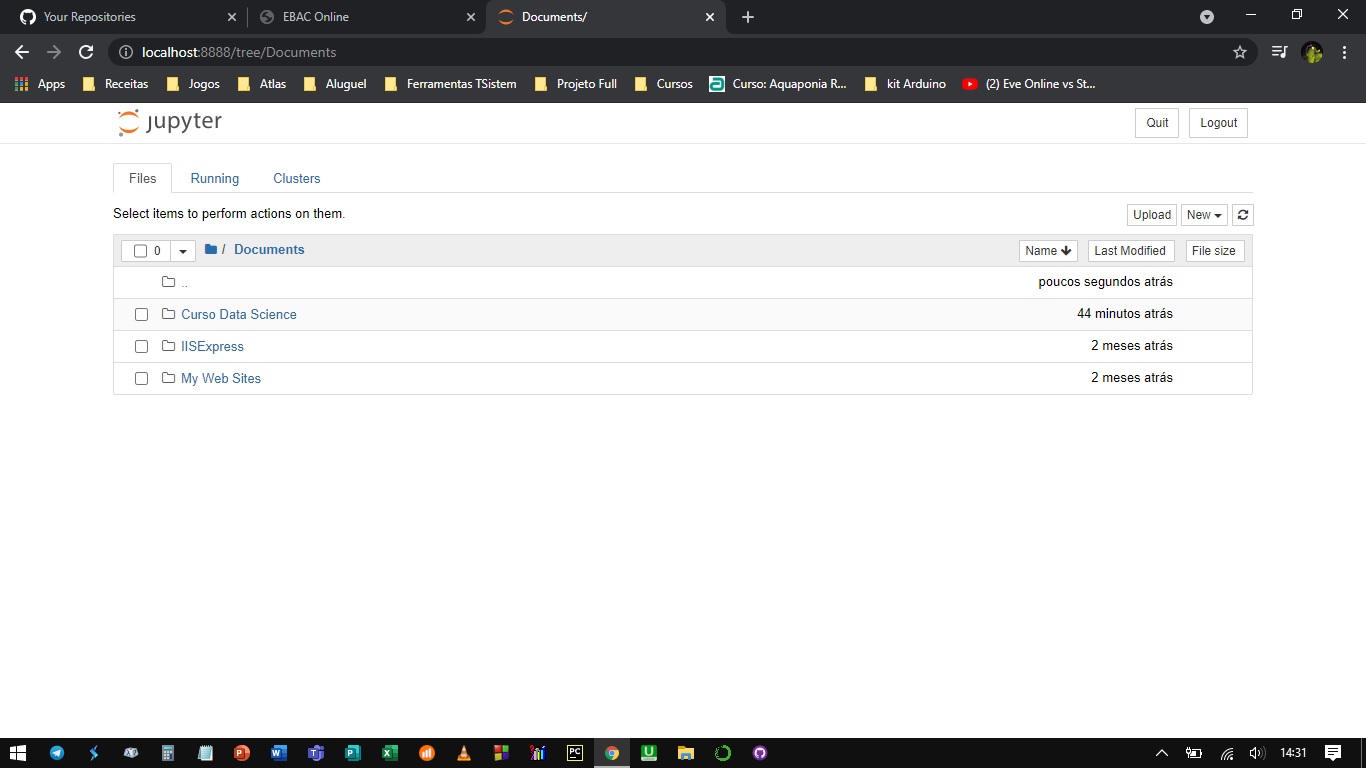 Your Repositories EBAC Online Documents/
localhost:8888/tree/Documents
Apps Receitas Jogos Atlas Aluguel Ferramentas TSistem Projeto Full Cursos Curso: Aquaponia R... kit Arduino (2) Eve Online vs St...
jupyter Quit Logout
Files Running Clusters
Select items to perform actions on them. Upload New
0 / Documents Name Last Modified File size
.. poucos segundos atrás
Curso Data Science 44 minutos atrás
IISExpress 2 meses atrás
My Web Sites 2 meses atrás
14:31